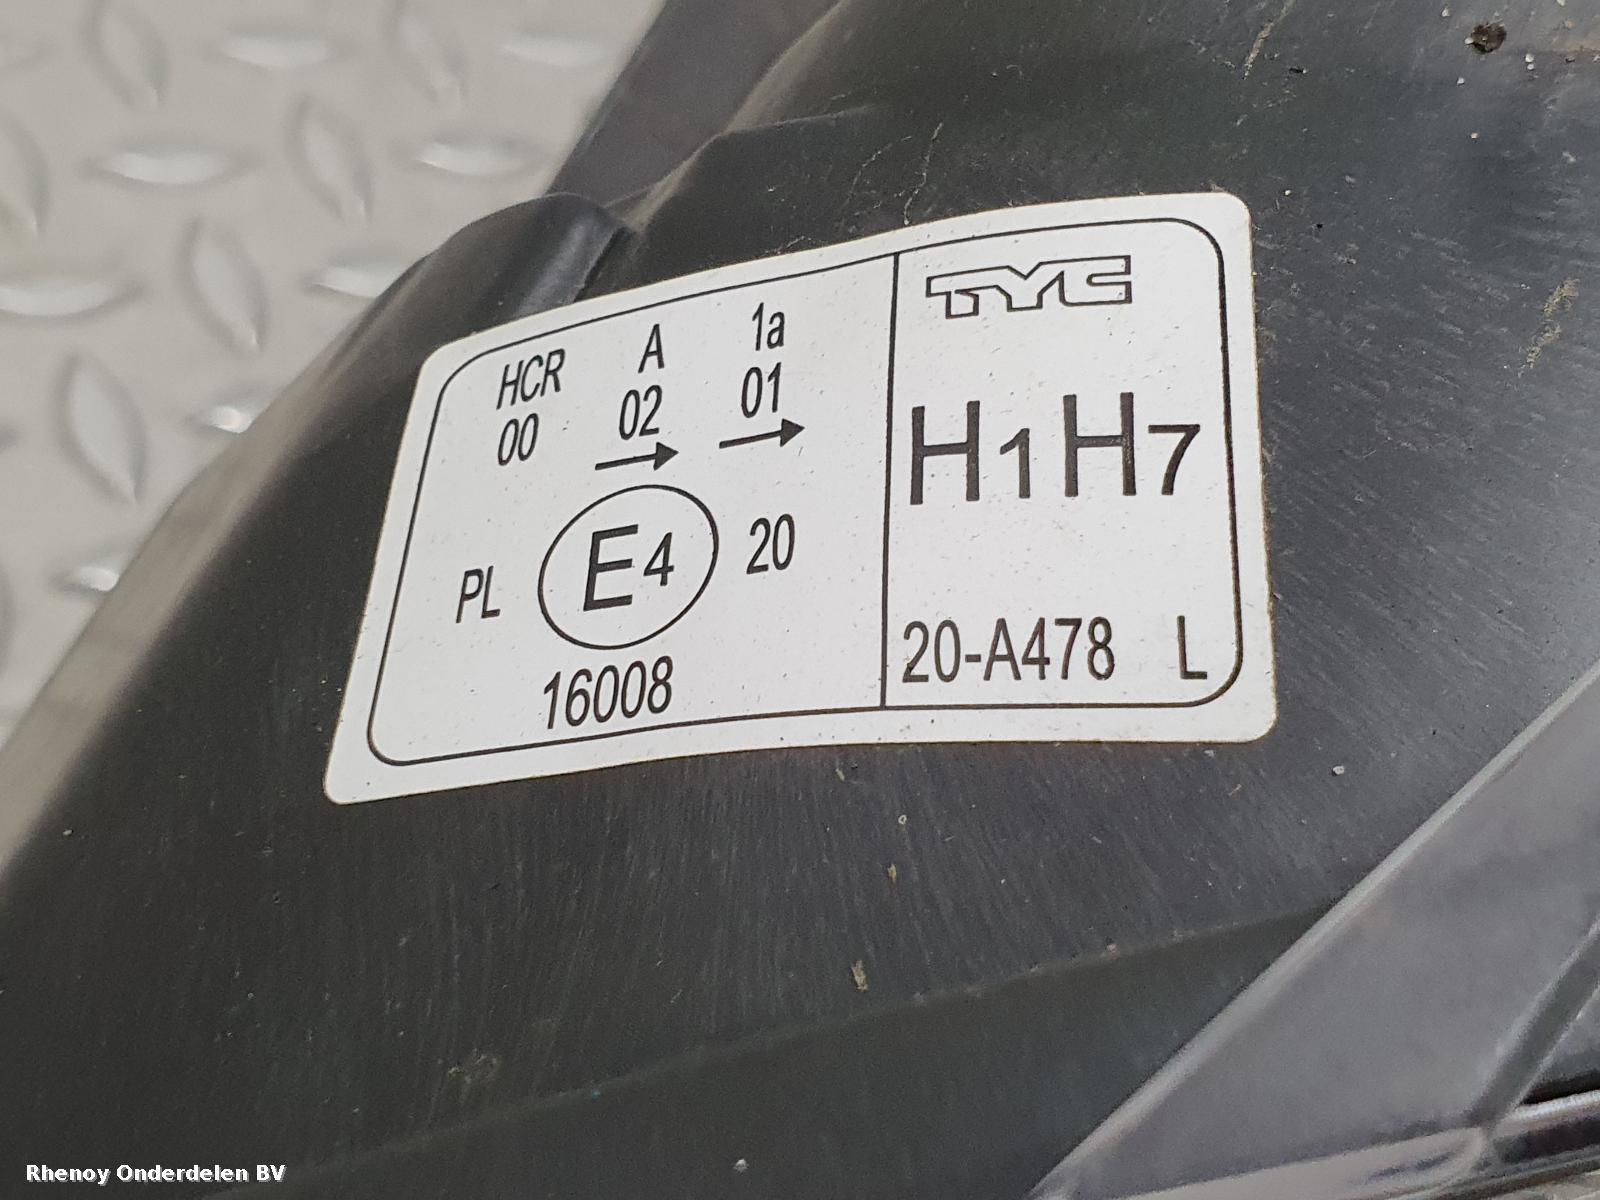 HCR A 1a
00 02 01
PL E4 20
16008
TYC
H1H7
20-A478 L
Rhenoy Onderdelen BV